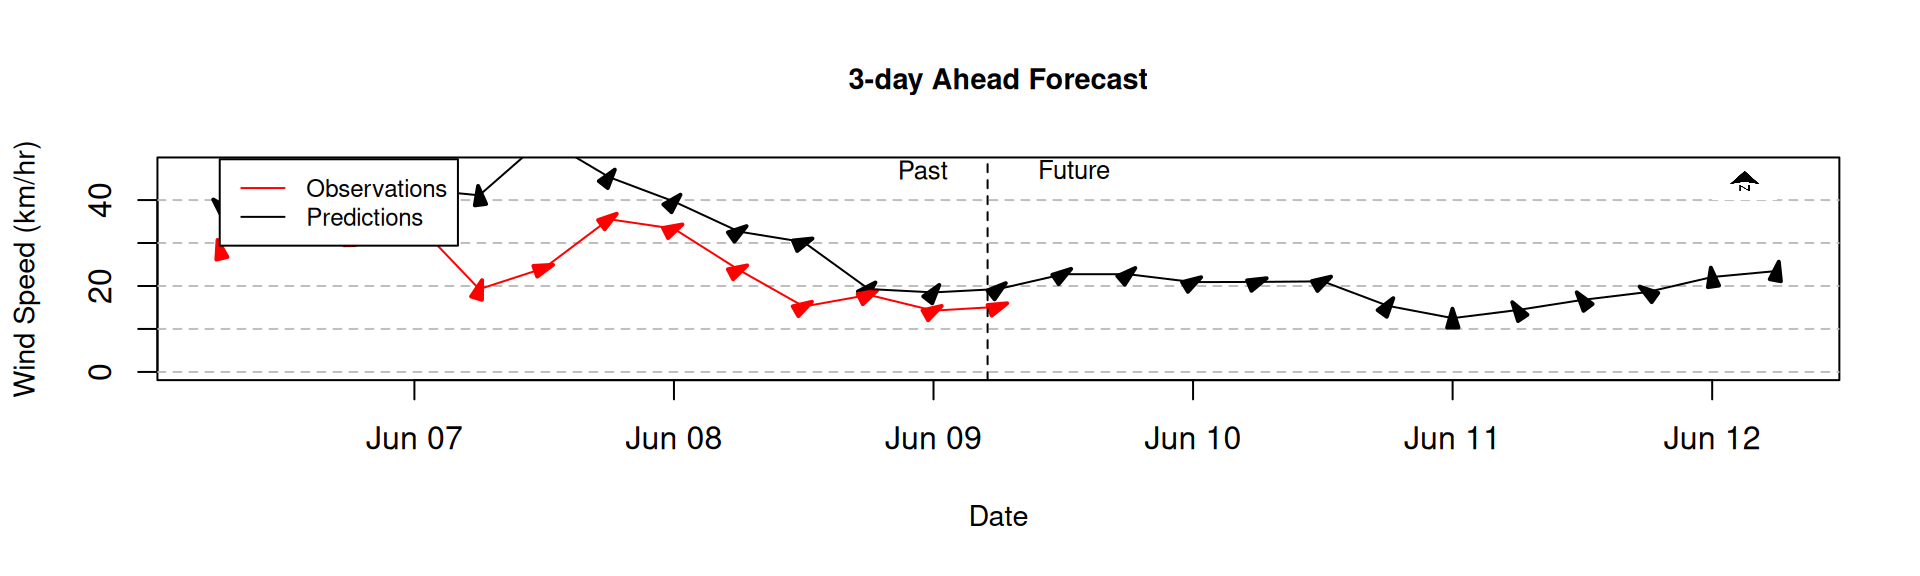 3-day Ahead Forecast
Wind Speed (km/hr)
Observations
Predictions
Past
Future
N
40
20
0
Jun 07
Jun 08
Jun 09
Jun 10
Jun 11
Jun 12
Date